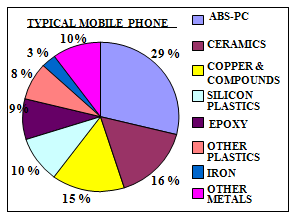 TYPICAL MOBILE PHONE
10%
3 %
8 %
9%
10 %
15 %
16 %
29 %
ABS-PC
CERAMICS
COPPER &
COMPOUNDS
SILICON
PLASTICS
EPOXY
OTHER
PLASTICS
IRON
OTHER
METALS